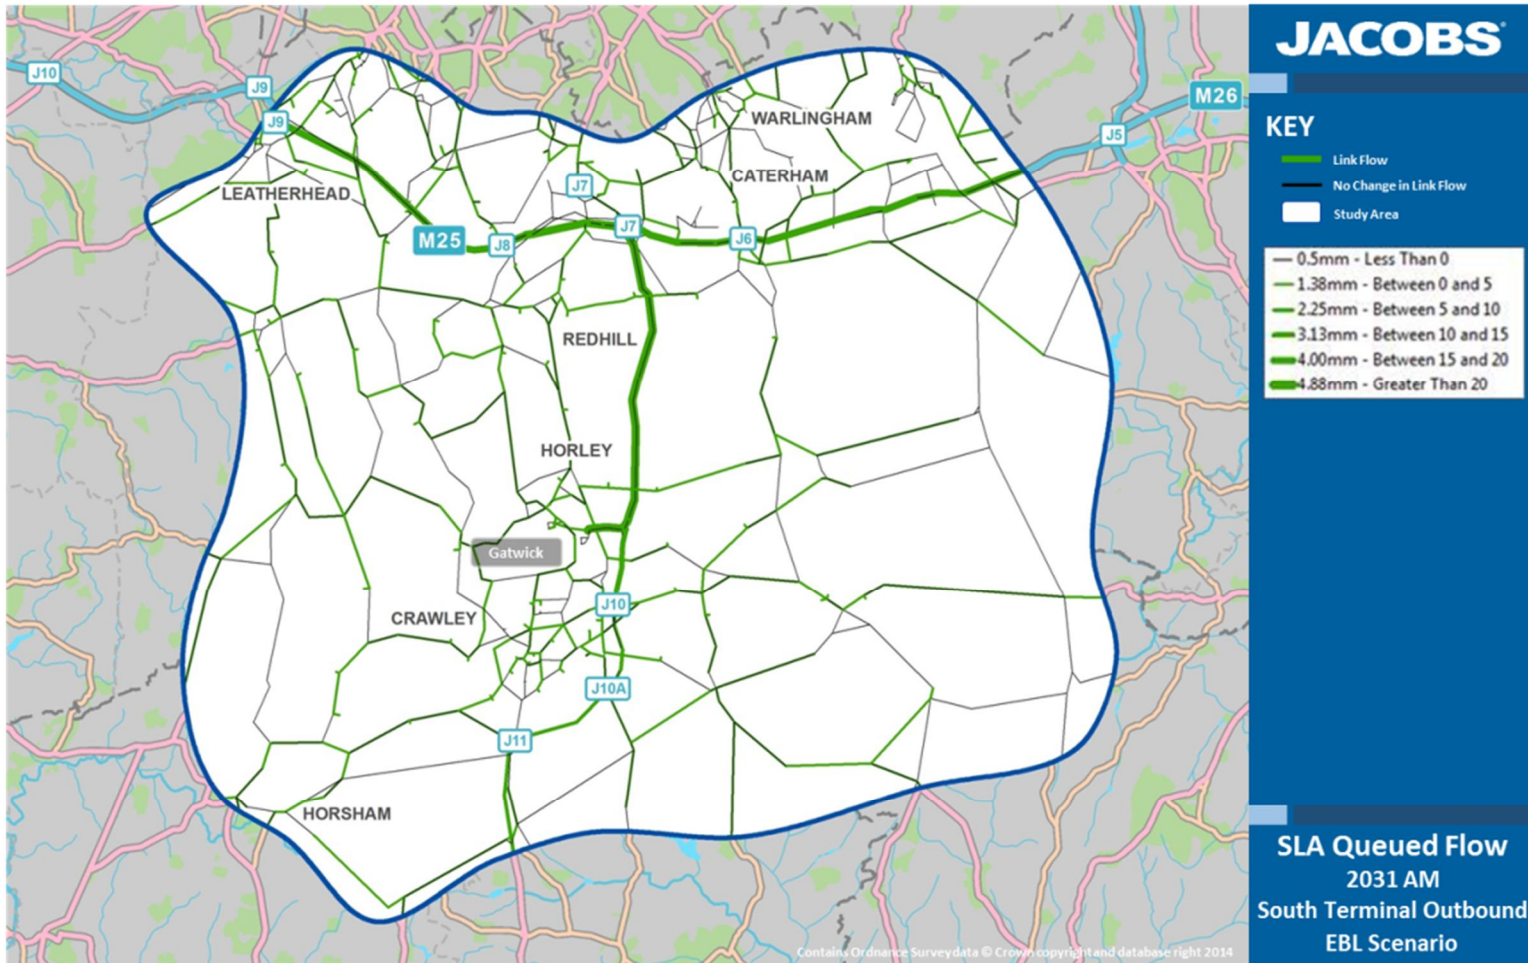 JACOBS
J10
J9
M26
J9
WARLINGHAM
J5
KEY
Link Flow
CATERHAM
J7
No Change in Link Flow
LEATHERHEAD
Study Area
J7
M25
J8
J6
0.5mm - Less Than 0
1.38mm - Between 0 and 5
2.25mm - Between 5 and 10
3.13mm - Between 10 and 15
4.00mm - Between 15 and 20
4.88mm - Greater Than 20
REDHILL
HORLEY
Gatwick
J10
CRAWLEY
J10A
J11
HORSHAM
SLA Queued Flow
2031 AM
South Terminal Outbound
EBL Scenario
Contains Ordnance Survey data © Crown copyright and database right 2014